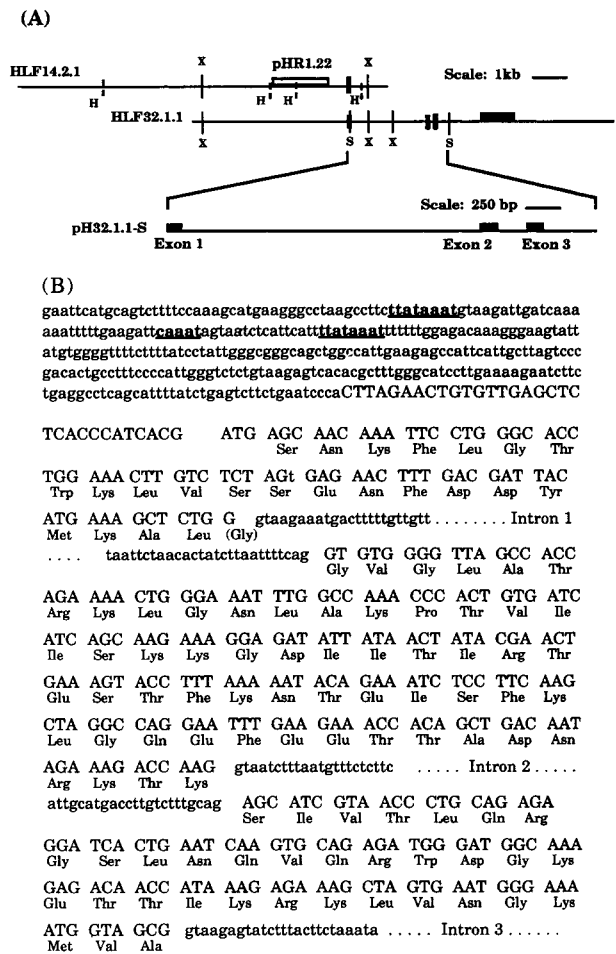 (A)
HLF14.2.1
X
pHR1.22
X
Scale: 1kb
H
H
H
H
HLF32.1.1
X
S
X
X
S
Scale: 250 bp
pH32.1.1-S
Exon 1
Exon 2
Exon 3
(B)
gaattcatgcagtcttttccaaagcatgaagggcctaagccttcttataaatgtaagattgatcaaa
aaatttttgaagattcaaatagtaatctcattcatttttataaattttttttggagacaaagggaagtatt
atgtggggttttcttttatcctattgggcgggcagctggccattgaagagccattcattgcttagtccc
gacactgcctttccccattgggtctctgtaagagtcacacgctttgggcatccttgaaaagaatcttc
tgaggcctcagcattttatctgagtcttctgaatcccaCTTAGAACTGTGTTGAGCTC
TCACCCATCACG ATG AGC AAC AAA TTC CTG GGC ACC
Ser Asn Lys Phe Leu Gly Thr
TGG AAA CTT GTC TCT AGt GAG AAC TTT GAC GAT TAC
Trp Lys Leu Val Ser Ser Glu Asn Phe Asp Asp Tyr
ATG AAA GCT CTG G gtaagaaatgactttttgttgtt ........ Intron 1
Met Lys Ala Leu (Gly)
.... taattctaacactatcttaattttcag GT GTG GGG TTA GCC ACC
Gly Val Gly Leu Ala Thr
AGA AAA CTG GGA AAT TTG GCC AAA CCC ACT GTG ATC
Arg Lys Leu Gly Asn Leu Ala Lys Pro Thr Val Ile
ATC AGC AAG AAA GGA GAT ATT ATA ACT ATA CGA ACT
Ile Ser Lys Lys Gly Asp Ile Ile Thr Ile Arg Thr
GAA AGT ACC TTT AAA AAT ACA GAA ATC TCC TTC AAG
Glu Ser Thr Phe Lys Asn Thr Glu Ile Ser Phe Lys
CTA GGC CAG GAA TTT GAA GAA ACC ACA GCT GAC AAT
Leu Gly Gln Glu Phe Glu Glu Thr Thr Ala Asp Asn
AGA AAG ACC AAG gtaatctttaatgtttctcttc ..... Intron 2 .....
Arg Lys Thr Lys
attgcatgaccttgtctttgcag AGC ATC GTA ACC CTG CAG AGA
Ser Ile Val Thr Leu Gln Arg
GGA TCA CTG AAT CAA GTG CAG AGA TGG GAT GGC AAA
Gly Ser Leu Asn Gln Val Gln Arg Trp Asp Gly Lys
GAG ACA ACC ATA AAG AGA AAG CTA GTG AAT GGG AAA
Glu Thr Thr Ile Lys Arg Lys Leu Val Asn Gly Lys
ATG GTA GCG gtaagagtatctttacttctaaata ..... Intron 3 ......
Met Val Ala